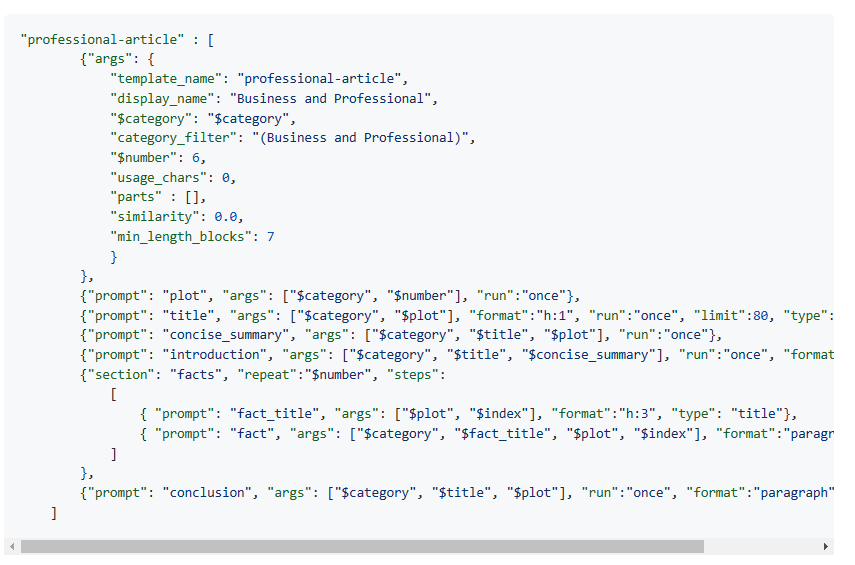 "professional-article" : [
        {"args": {
            "template_name": "professional-article",
            "display_name": "Business and Professional",
            "$category": "$category",
            "category_filter": "(Business and Professional)",
            "$number": 6,
            "usage_chars": 0,
            "parts" : [],
            "similarity": 0.0,
            "min_length_blocks": 7
            }
        },
        {"prompt": "plot", "args": ["$category", "$number"], "run":"once"},
        {"prompt": "title", "args": ["$category", "$plot"], "format":"h:1", "run":"once", "limit":80, "type":
        {"prompt": "concise_summary", "args": ["$category", "$title", "$plot"], "run":"once"},
        {"prompt": "introduction", "args": ["$category", "$title", "$concise_summary"], "run":"once", "format
        {"section": "facts", "repeat":"$number", "steps":
            [
                { "prompt": "fact_title", "args": ["$plot", "$index"], "format":"h:3", "type": "title"},
                { "prompt": "fact", "args": ["$category", "$fact_title", "$plot", "$index"], "format":"paragr
            ]
        },
        {"prompt": "conclusion", "args": ["$category", "$title", "$plot"], "run":"once", "format":"paragraph"
    ]